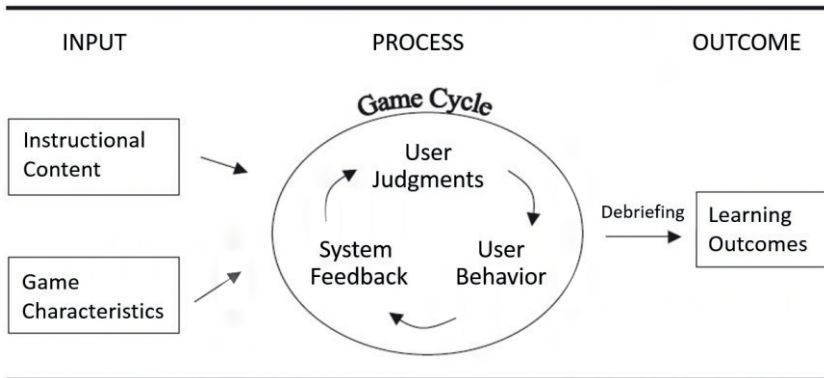 INPUT
PROCESS
OUTCOME
Game Cycle
Instructional
Content
Game
Characteristics
User
Judgments
User
Behavior
System
Feedback
Debriefing
Learning
Outcomes